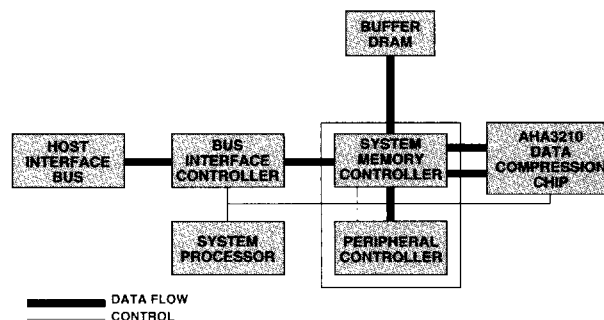 BUFFER
DRAM
HOST
INTERFACE
BUS
BUS
INTERFACE
CONTROLLER
SYSTEM
MEMORY
CONTROLLER
AHA3210
DATA
COMPRESSION
CHIP
SYSTEM
PROCESSOR
PERIPHERAL
CONTROLLER
DATA FLOW
CONTROL